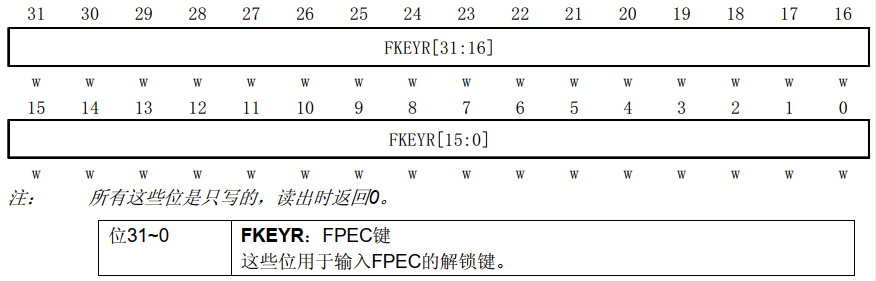 31 30 29 28 27 26 25 24 23 22 21 20 19 18 17 16
FKEYR[31:16]
w w w w w w w w w w w w w w w w
15 14 13 12 11 10 9 8 7 6 5 4 3 2 1 0
FKEYR[15:0]
w w w w w w w w w w w w w w w w
注： 所有这些位是只写的，读出时返回0。
位31~0 FKEYR：FPEC键
这些位用于输入FPEC的解锁键。